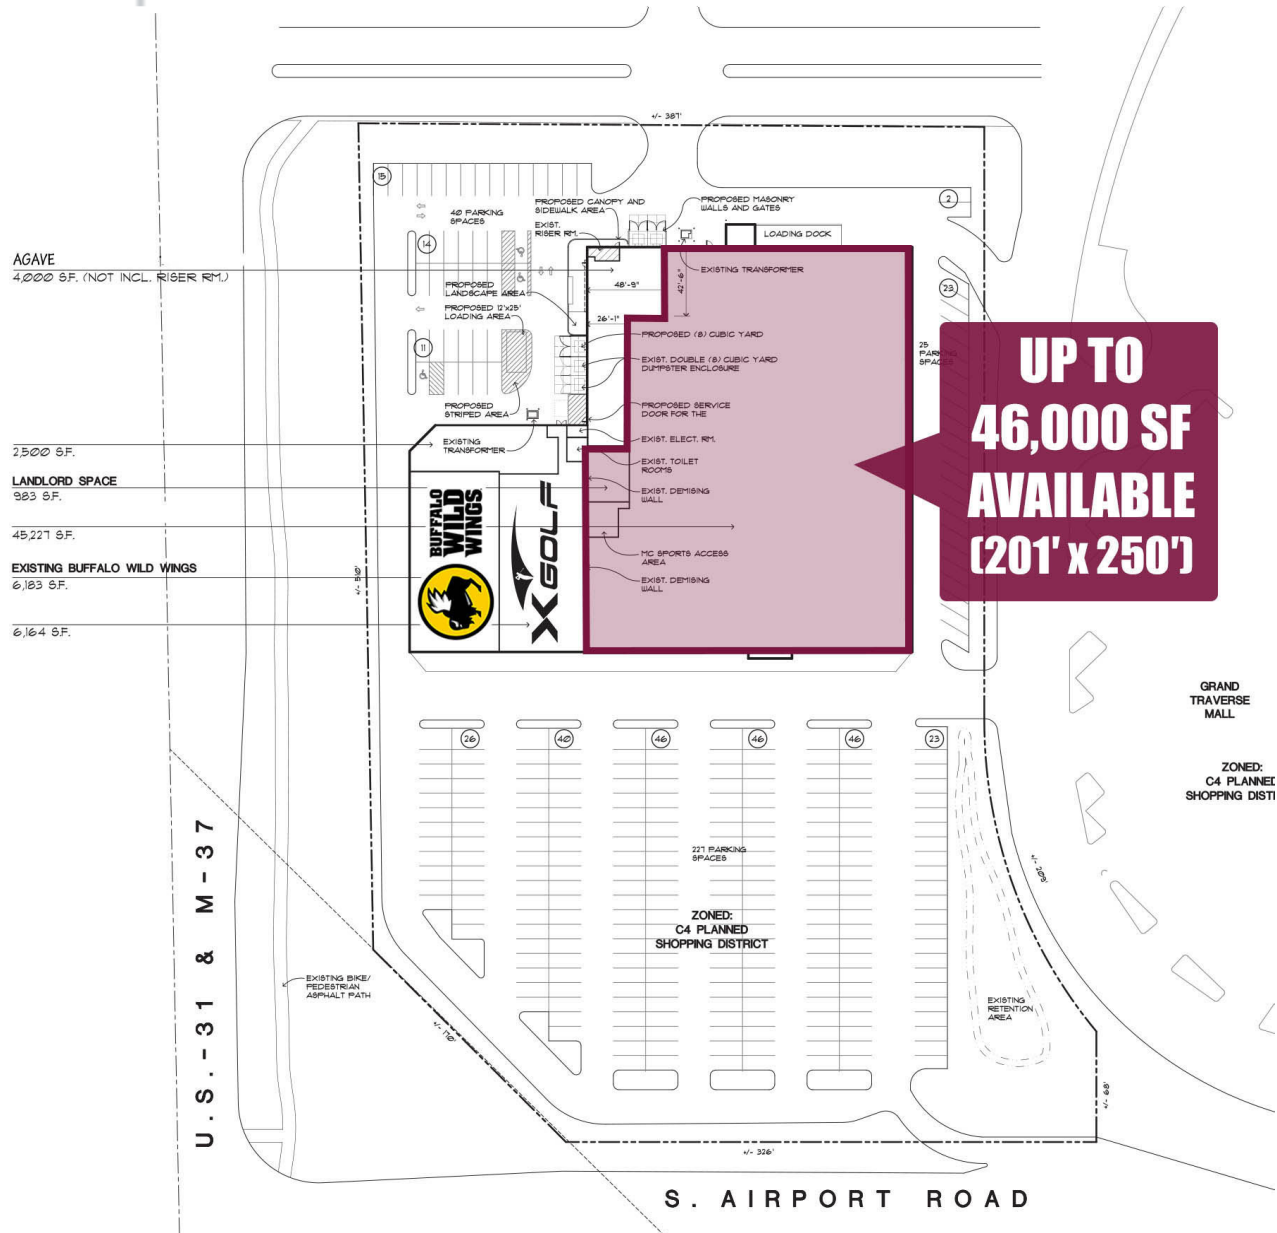 +/- 387'
15
40 PARKING
SPACES
14
PROPOSED CANOPY AND
SIDEWALK AREA
EXIST.
RISER RM.
PROPOSED MASONRY
WALLS AND GATES
LOADING DOCK
2
AGAVE
4,000 S.F. (NOT INCL. RISER RM.)
EXISTING TRANSFORMER
48'-9"
42'-6"
26'-1"
23
PROPOSED
LANDSCAPE AREA
PROPOSED 12'x25'
LOADING AREA
11
PROPOSED (8) CUBIC YARD
EXIST. DOUBLE (8) CUBIC YARD
DUMPSTER ENCLOSURE
25
PARKING
SPACES
UP TO
46,000 SF
AVAILABLE
(201' X 250')
PROPOSED
STRIPED AREA
PROPOSED SERVICE
DOOR FOR THE
EXISTING
TRANSFORMER
EXIST. ELECT. RM.
2,500 S.F.
EXIST. TOILET
ROOMS
LANDLORD SPACE
983 S.F.
EXIST. DEMISING
WALL
BUFFALO
WILD
WINGS
XGOLF
45,227 S.F.
MC SPORTS ACCESS
AREA
EXISTING BUFFALO WILD WINGS
6,183 S.F.
EXIST. DEMISING
WALL
+/- 510'
6,164 S.F.
GRAND
TRAVERSE
MALL
26
40
46
46
46
23
ZONED:
C4 PLANNED
SHOPPING DISTR
227 PARKING
SPACES
+/- 209'
ZONED:
C4 PLANNED
SHOPPING DISTRICT
U.S.-31 & M-37
EXISTING BIKE/
PEDESTRIAN
ASPHALT PATH
EXISTING
RETENTION
AREA
+/- 170'
+/- 68'
+/- 326'
S. AIRPORT ROAD